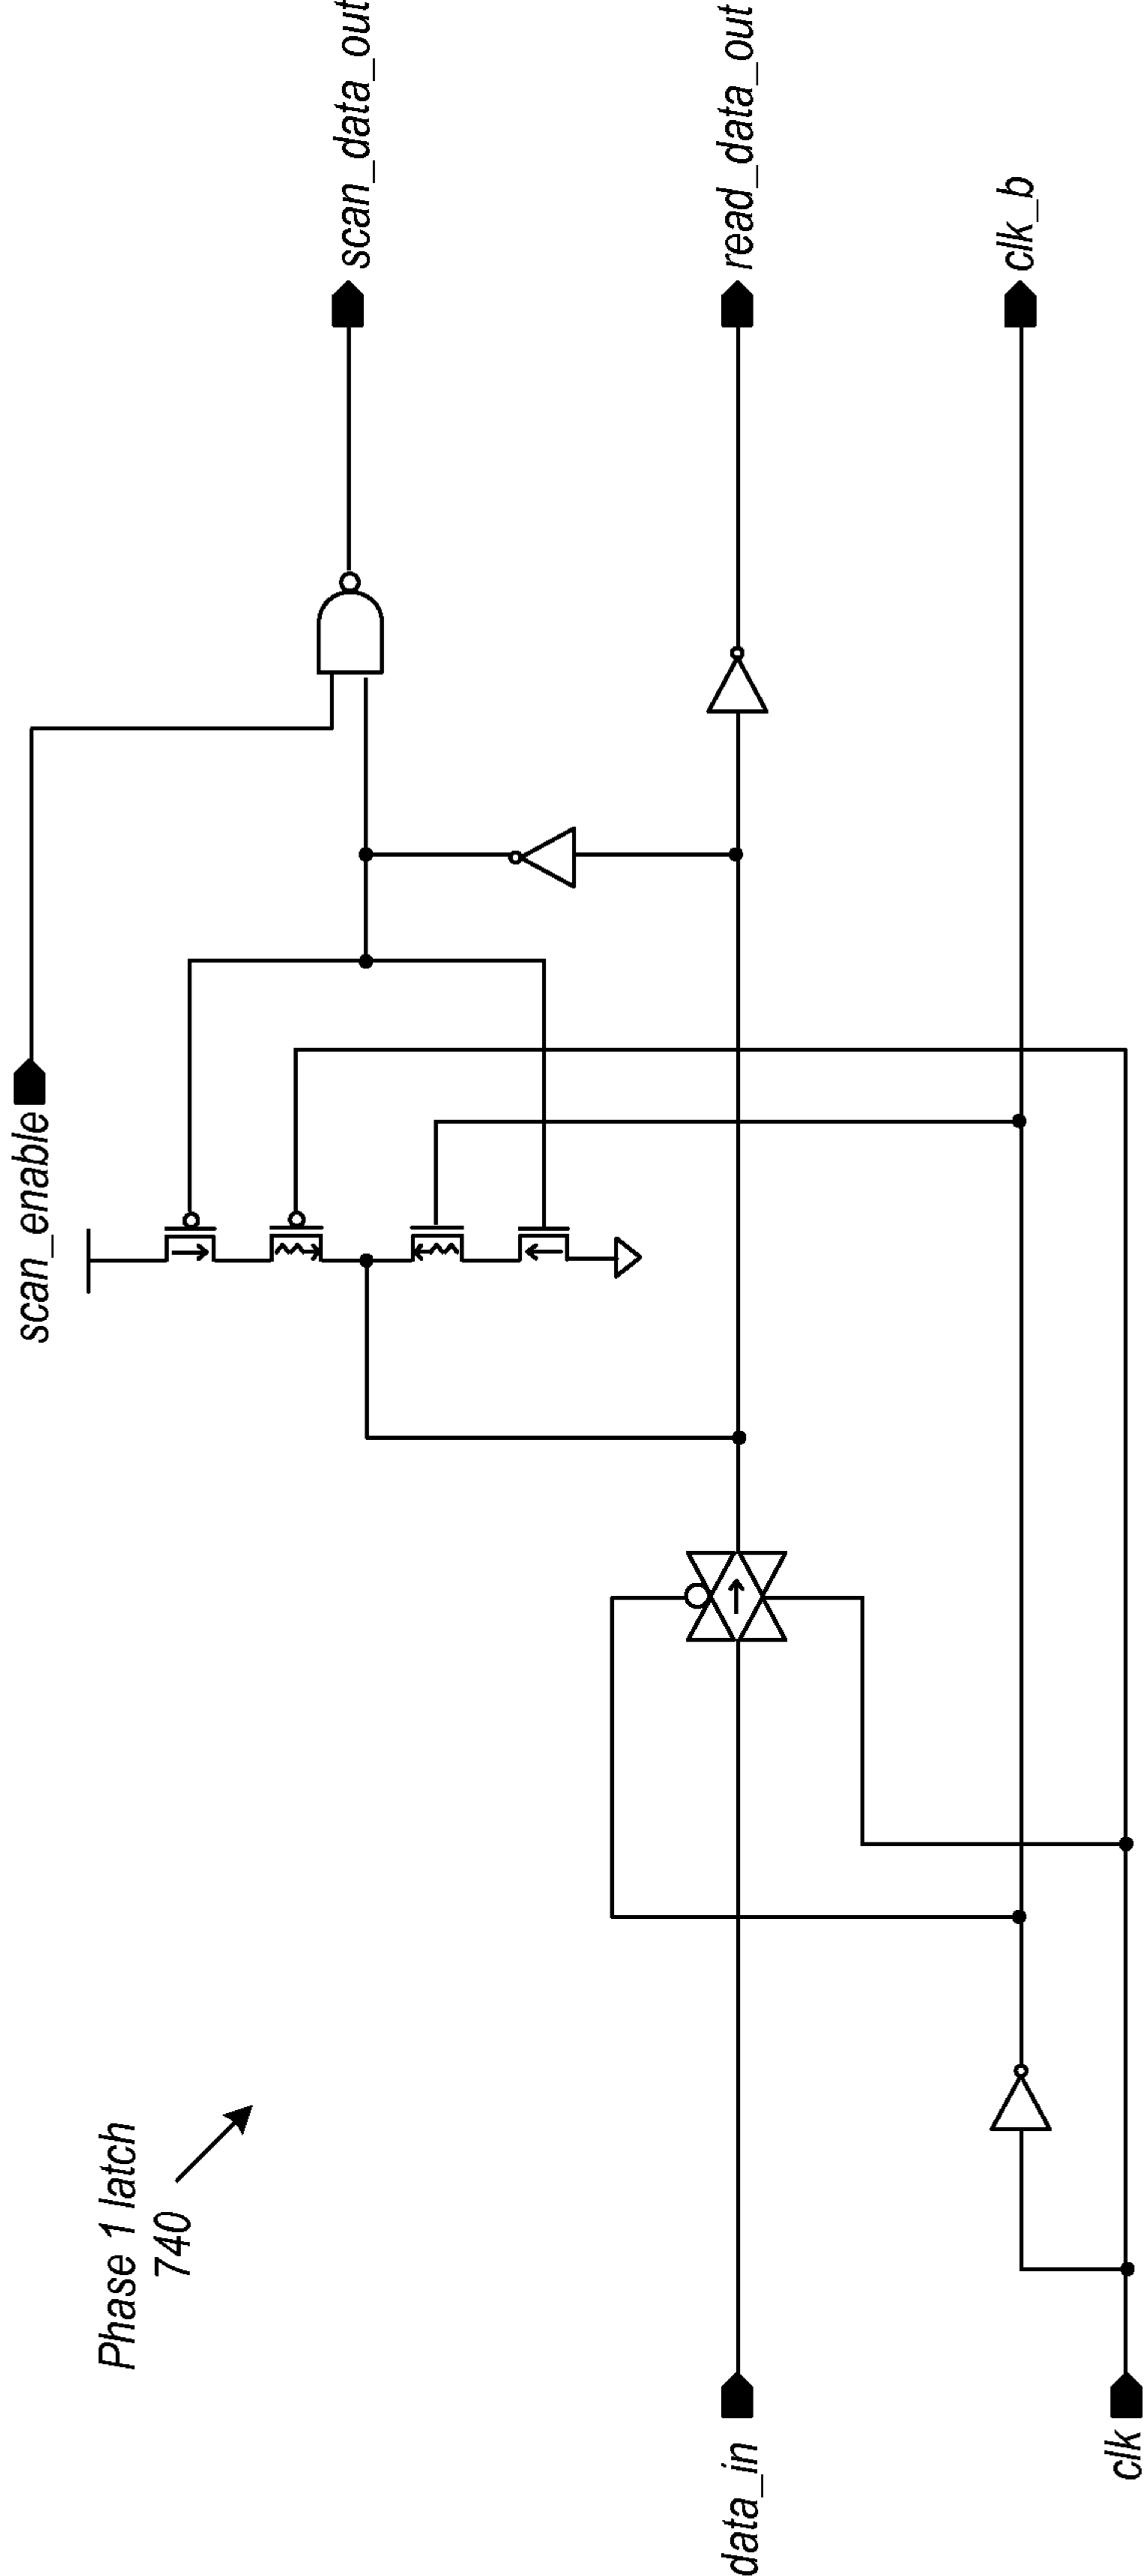 Phase 1 latch
740
scan_enable
scan_data_out
data_in
read_data_out
clk
clk_b